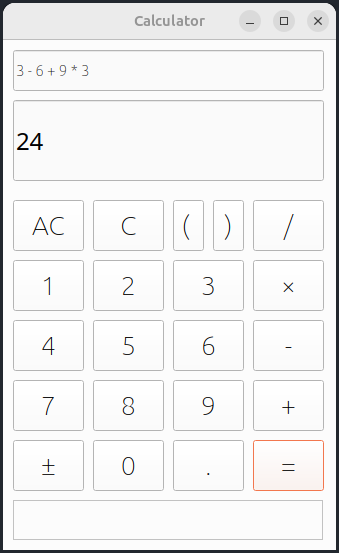 Calculator
3 - 6 + 9 * 3
24
AC C ( ) /
1 2 3 ×
4 5 6 -
7 8 9 +
± 0 . =